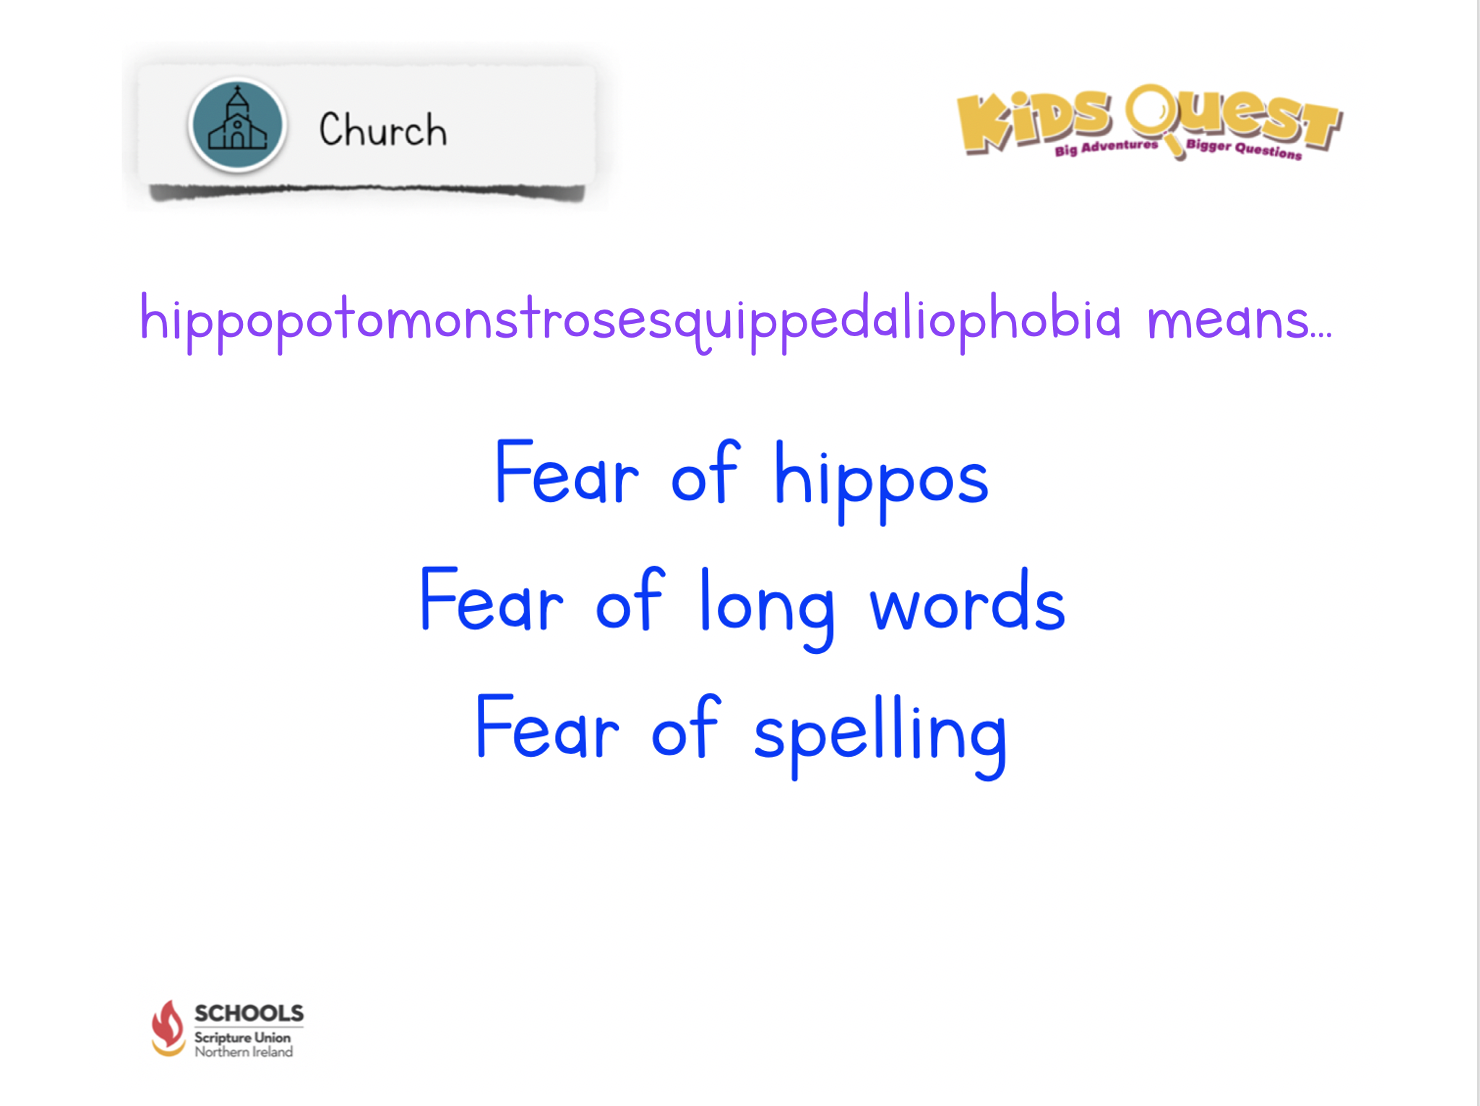 Church
KiDS QUEST
Big Adventures Bigger Questions
hippopotomonstrosesquippedaliophobia means...
Fear of hippos
Fear of long words
Fear of spelling
SCHOOLS
Scripture Union
Northern Ireland